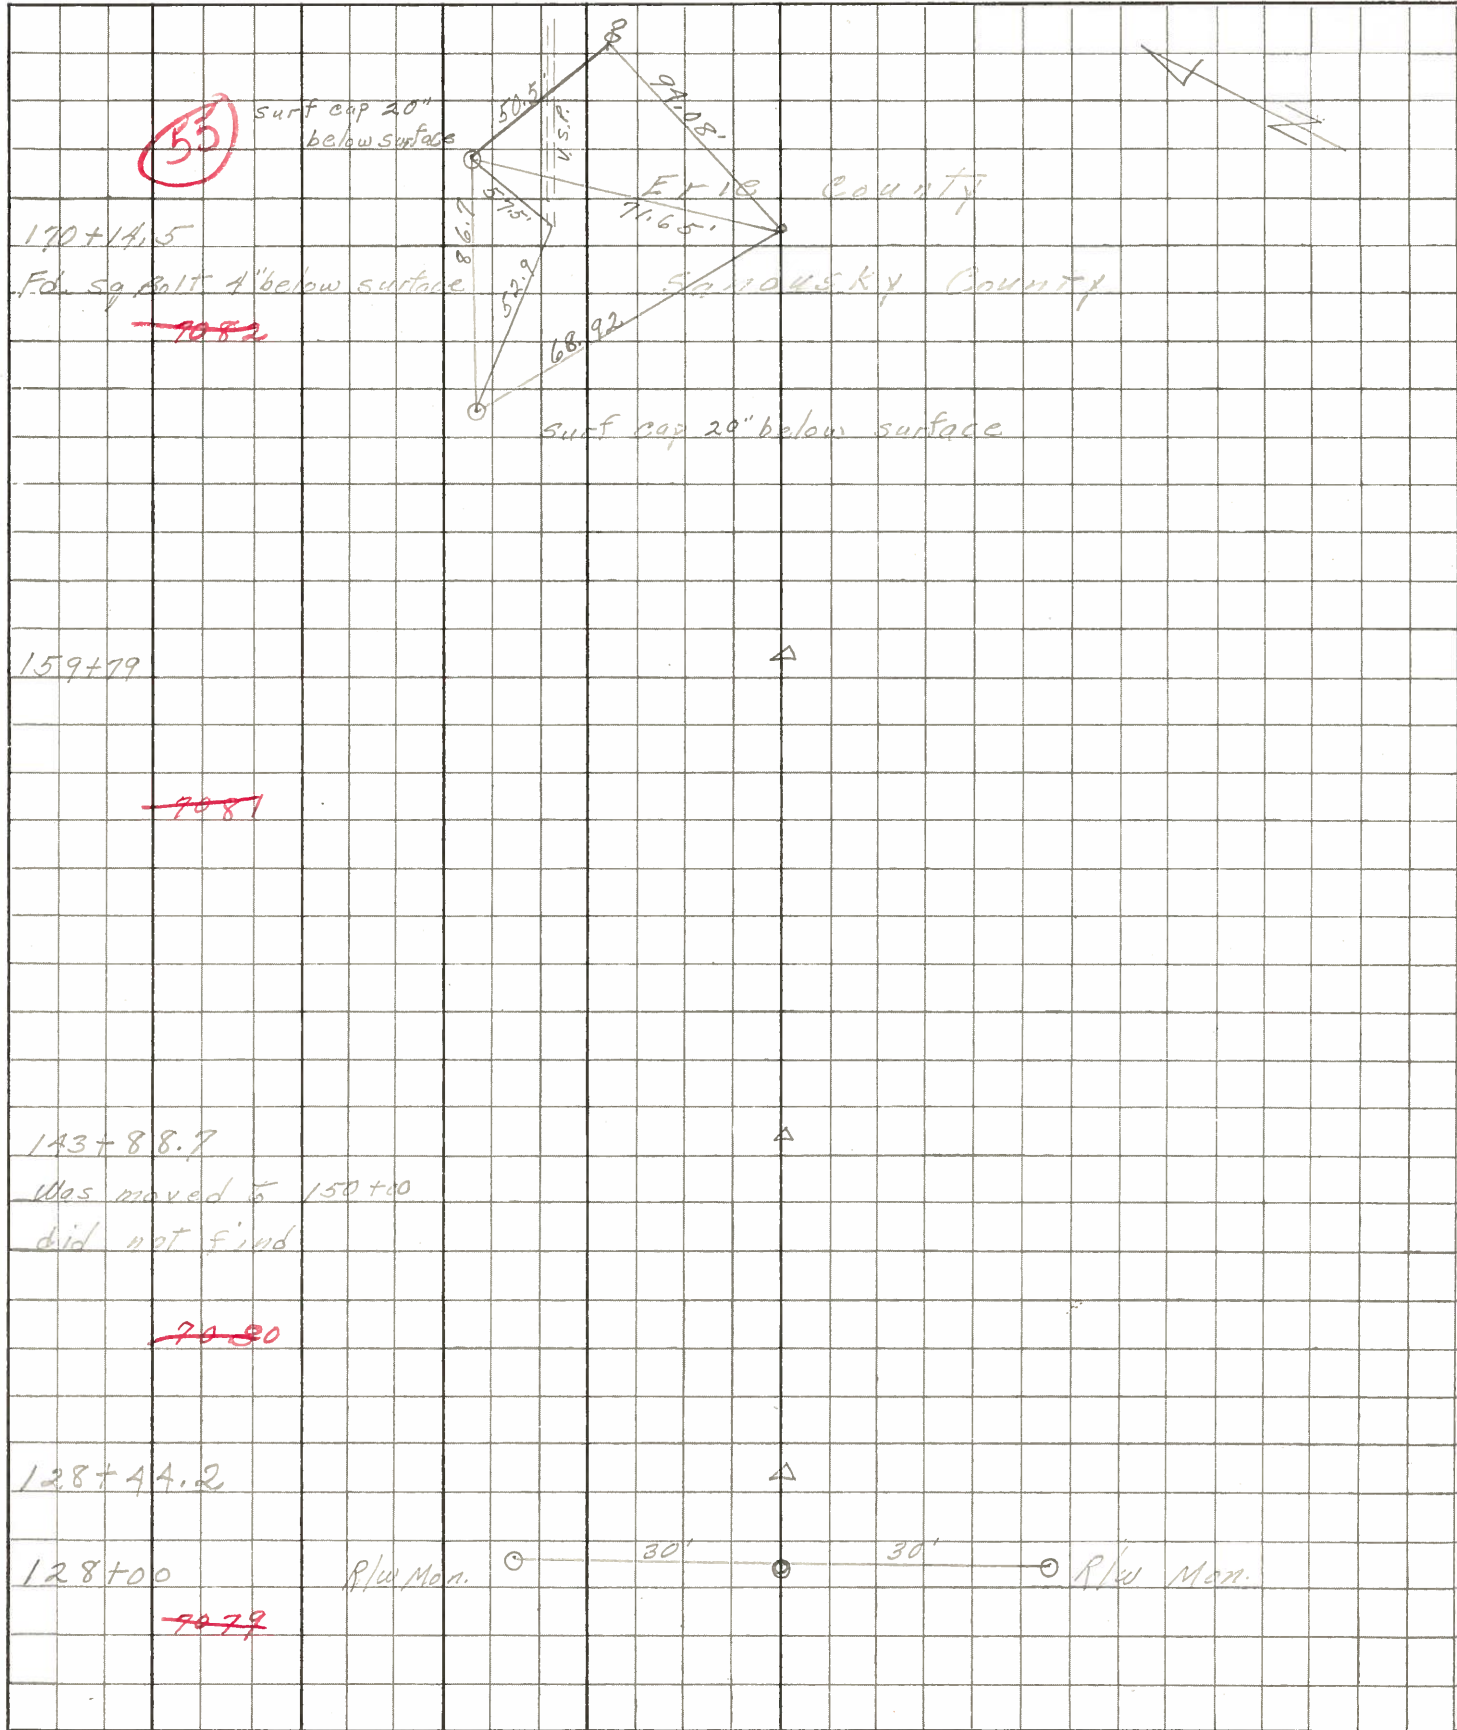 55
surf cap 20"
below surface
50.5'
94.08'
V.S.P.
Erie County
57.5'
71.65'
86.7
170+14.5
Fd. sq Bolt 4" below surface
Sandusky County
52.9
7082
68.92
surf cap 20" below surface
159+79
7081
143+88.7
Was moved to 150+00
did not find
7080
128+44.2
128+00
R/W Mon.
30'
30'
R/W Mon.
7079